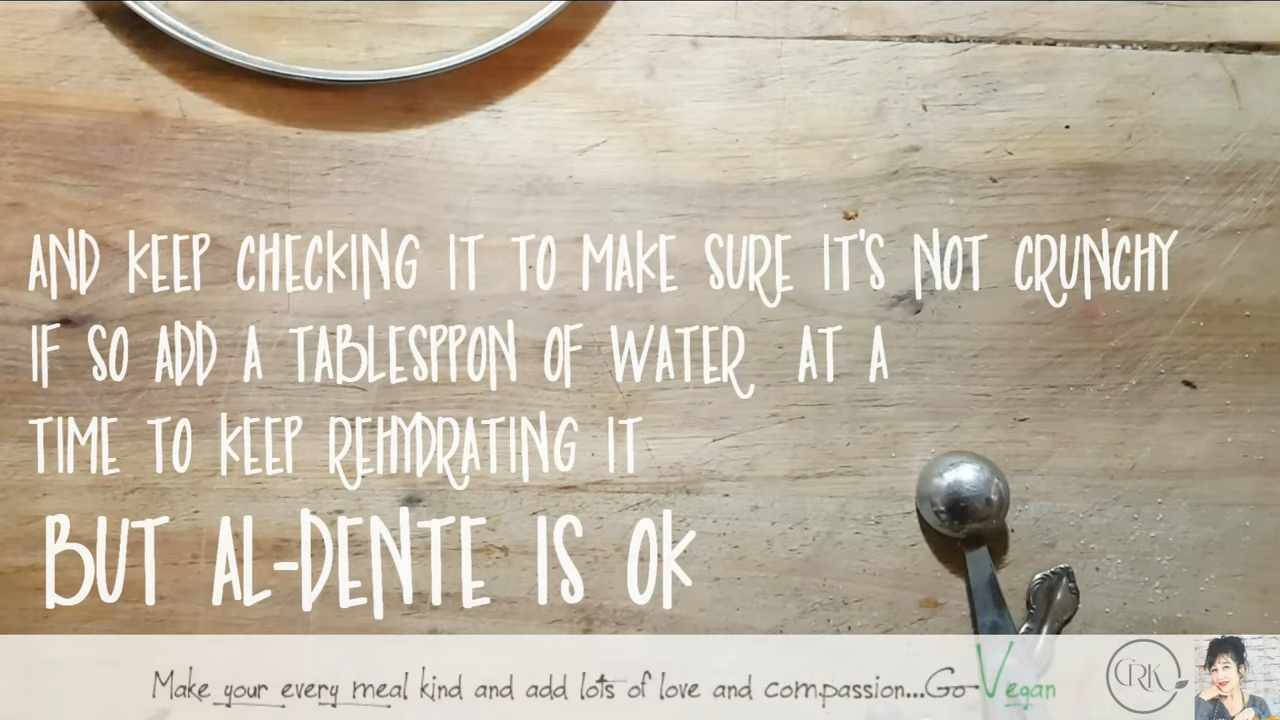 AND KEEP CHECKING IT TO MAKE SURE IT'S NOT CRUNCHY
IF SO ADD A TABLESPPON OF WATER AT A
TIME TO KEEP REHYDRATING IT
BUT AL-DENTE IS OK
Make your every meal kind and add lots of love and compassion...Go Vegan
CRK